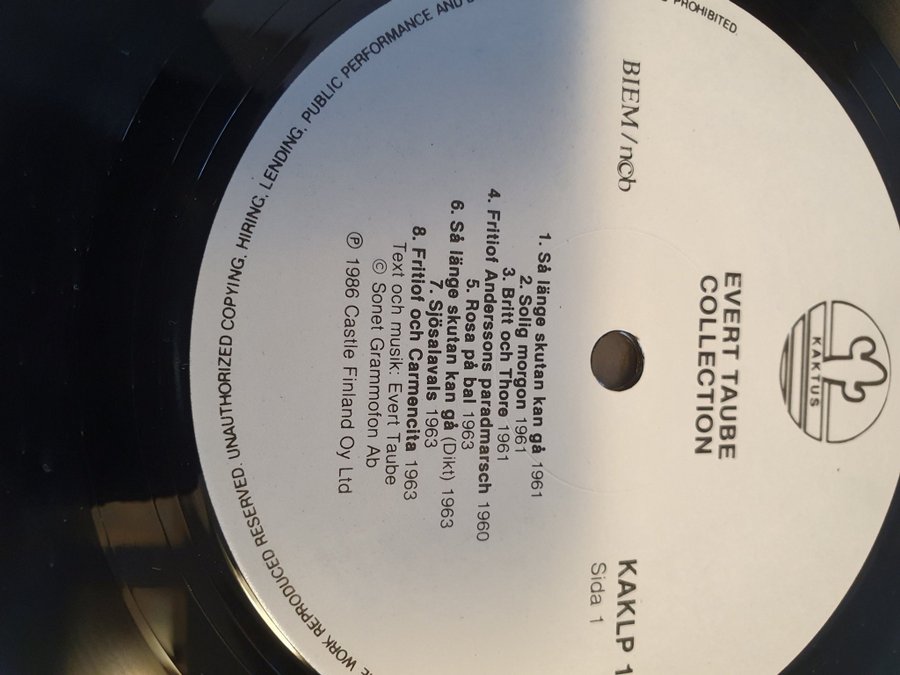 KAKTUS
EVERT TAUBE
COLLECTION
BIEM/n©b
KAKLP 1
Sida 1
1. Så länge skutan kan gå 1961
2. Solig morgon 1961
3. Britt och Thore 1961
4. Fritiof Anderssons paradmarsch 1960
5. Rosa på bal 1963
6. Så länge skutan kan gå (Dikt) 1963
7. Sjösalavals 1963
8. Fritiof och Carmencita 1963
Text och musik: Evert Taube
© Sonet Grammofon Ab
℗ 1986 Castle Finland Oy Ltd
WORK REPRODUCED RESERVED. UNAUTHORIZED COPYING, HIRING, LENDING, PUBLIC PERFORMANCE AND
PROHIBITED.